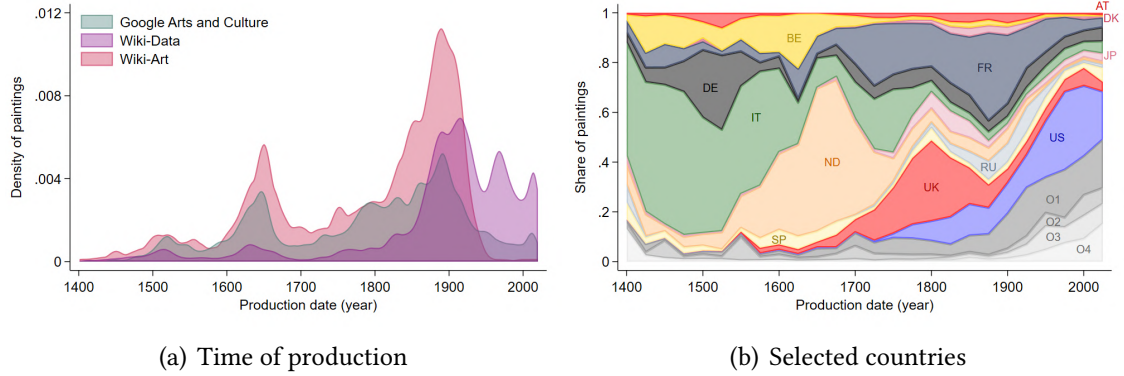 Google Arts and Culture
Wiki-Data
Wiki-Art
Density of paintings
.012
.004
0
1400 1500 1600 1700 1800 1900 2000
Production date (year)
(a) Time of production
Share of paintings
1
.8
.6
.4
.2
0
AT
DK
BE
FR
DE
JP
IT
US
ND
RU
UK
O1
SP
O2
O3
O4
1400 1500 1600 1700 1800 1900 2000
Production date (year)
(b) Selected countries